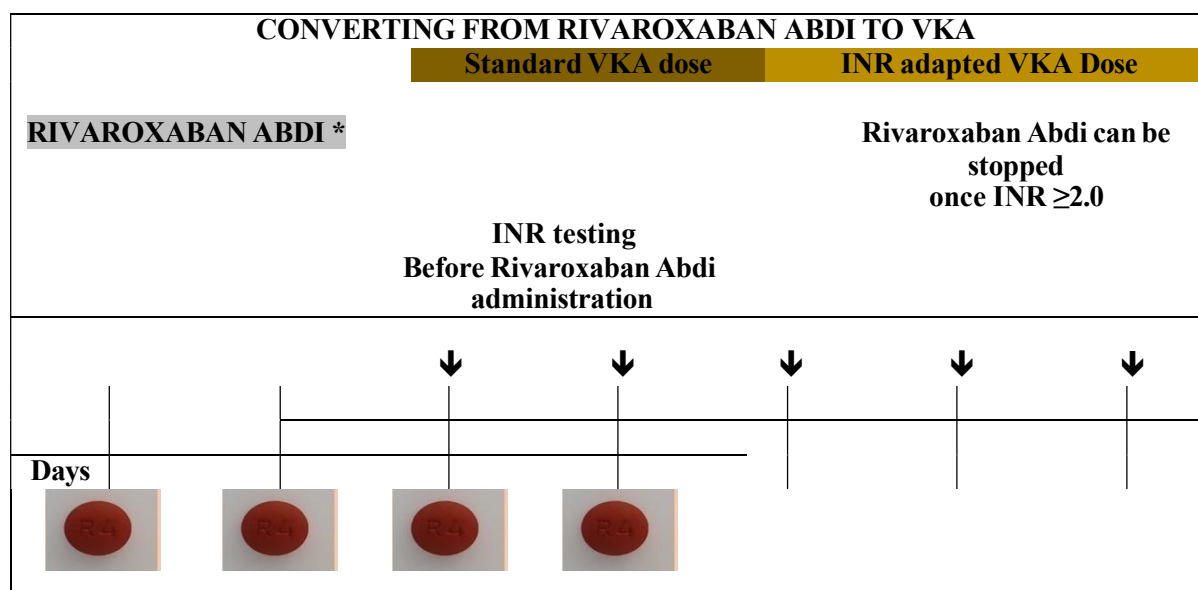 CONVERTING FROM RIVAROXABAN ABDI TO VKA
Standard VKA dose
INR adapted VKA Dose
RIVAROXABAN ABDI *
Rivaroxaban Abdi can be
stopped
once INR ≥2.0
INR testing
Before Rivaroxaban Abdi
administration
Days
R4
R4
R4
R4